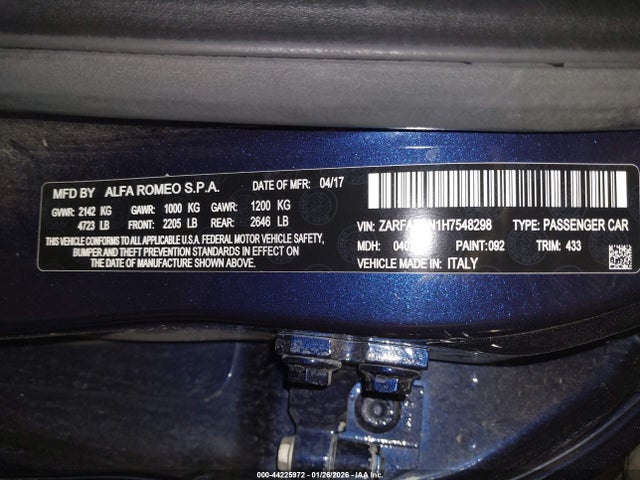 MFD BY ALFA ROMEO S.P.A. DATE OF MFR: 04/17
GVWR: 2142 KG GAWR: 1000 KG GAWR: 1200 KG
4723 LB FRONT: 2205 LB REAR: 2646 LB
THIS VEHICLE CONFORMS TO ALL APPLICABLE U.S.A. FEDERAL MOTOR VEHICLE SAFETY,
BUMPER AND THEFT PREVENTION STANDARDS IN EFFECT
ON THE DATE OF MANUFACTURE SHOWN ABOVE.
VIN: TYPE: PASSENGER CAR
MDH: PAINT:092 TRIM: 433
VEHICLE MADE IN: ITALY
000-44225972 | 01/26/2026 - IAA Inc.